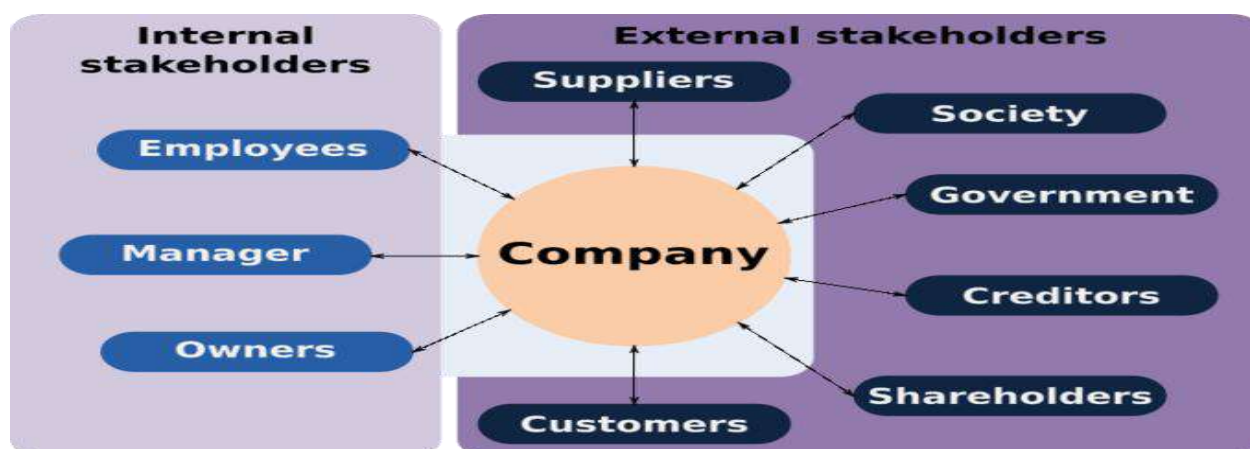 Internal
stakeholders
Employees
Manager
Owners
External stakeholders
Suppliers
Society
Government
Company
Creditors
Shareholders
Customers